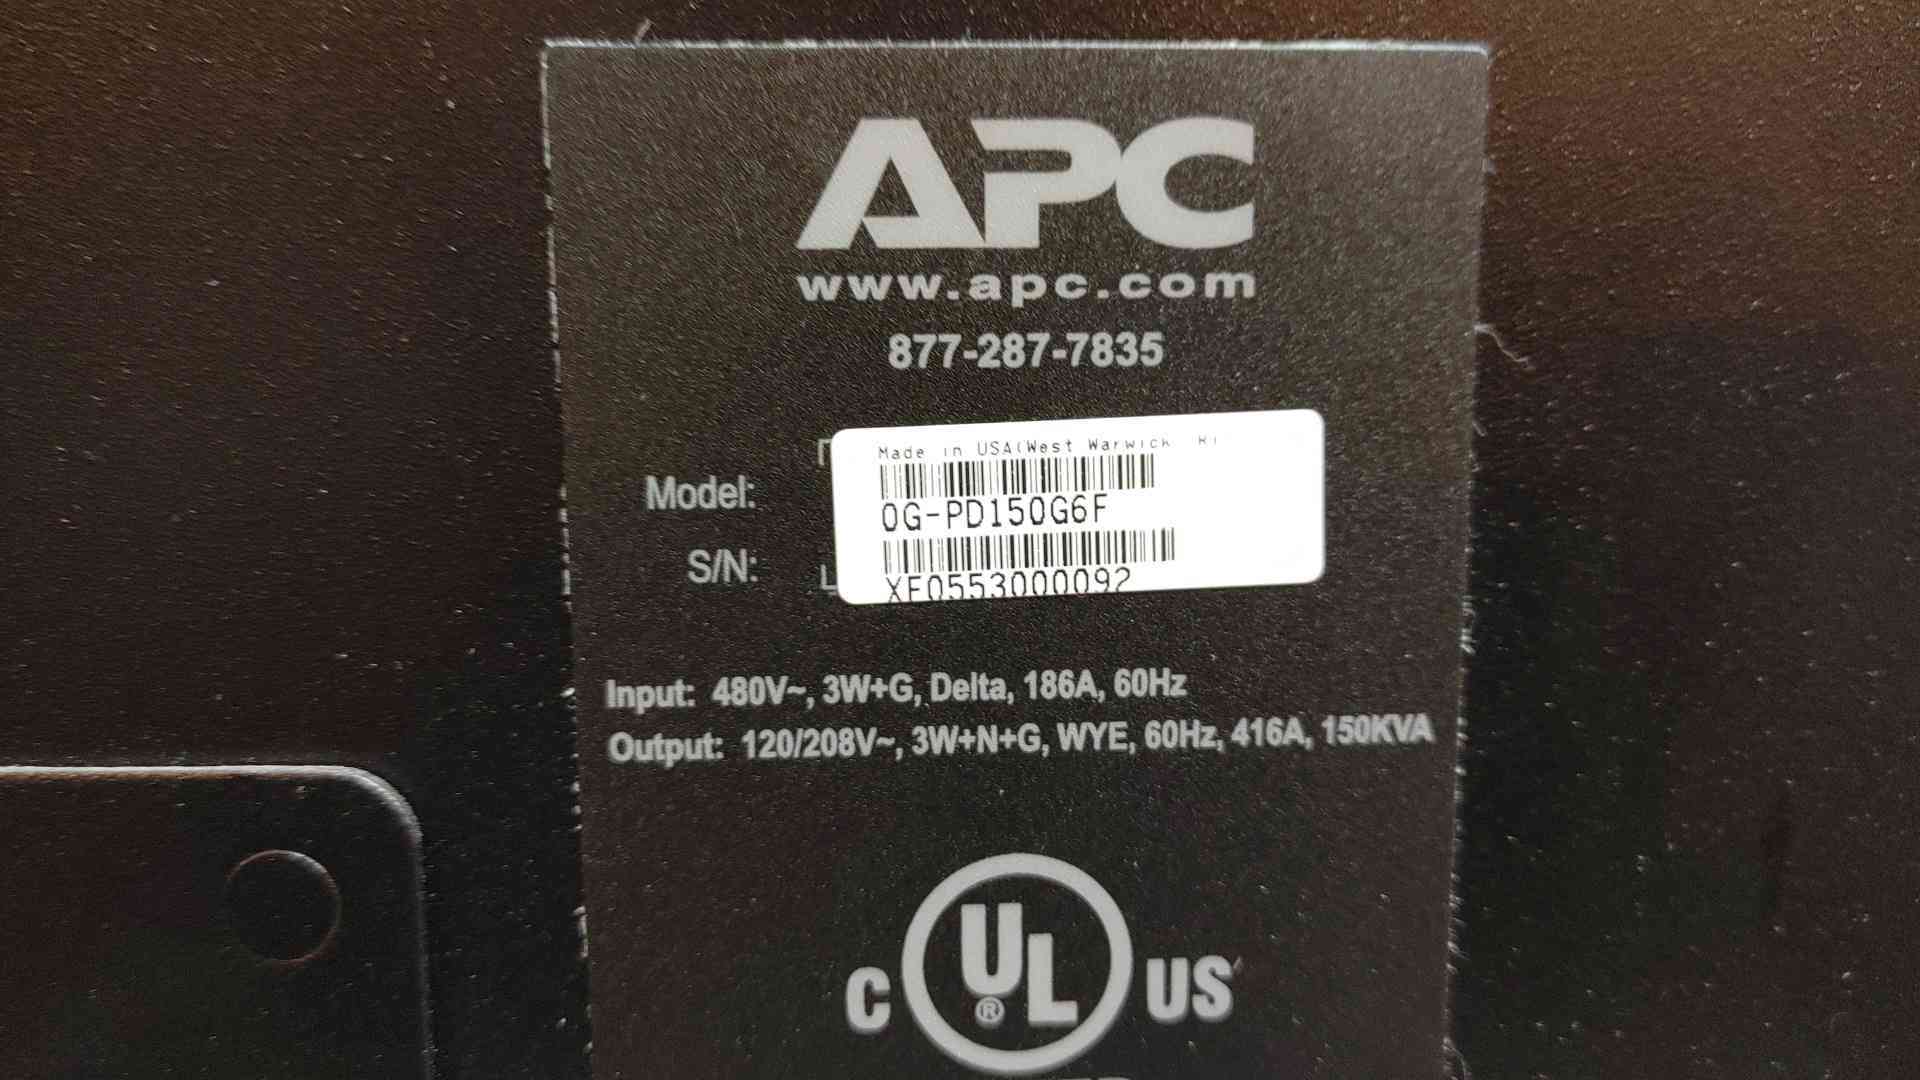 APC
www.apc.com
877-287-7835
Made in USA(West Warwick RI
Model:
0G-PD150G6F
S/N:
XF0553000092
Input: 480V~, 3W+G, Delta, 186A, 60Hz
Output: 120/208V~, 3W+N+G, WYE, 60Hz, 416A, 150KVA
C UL ® US